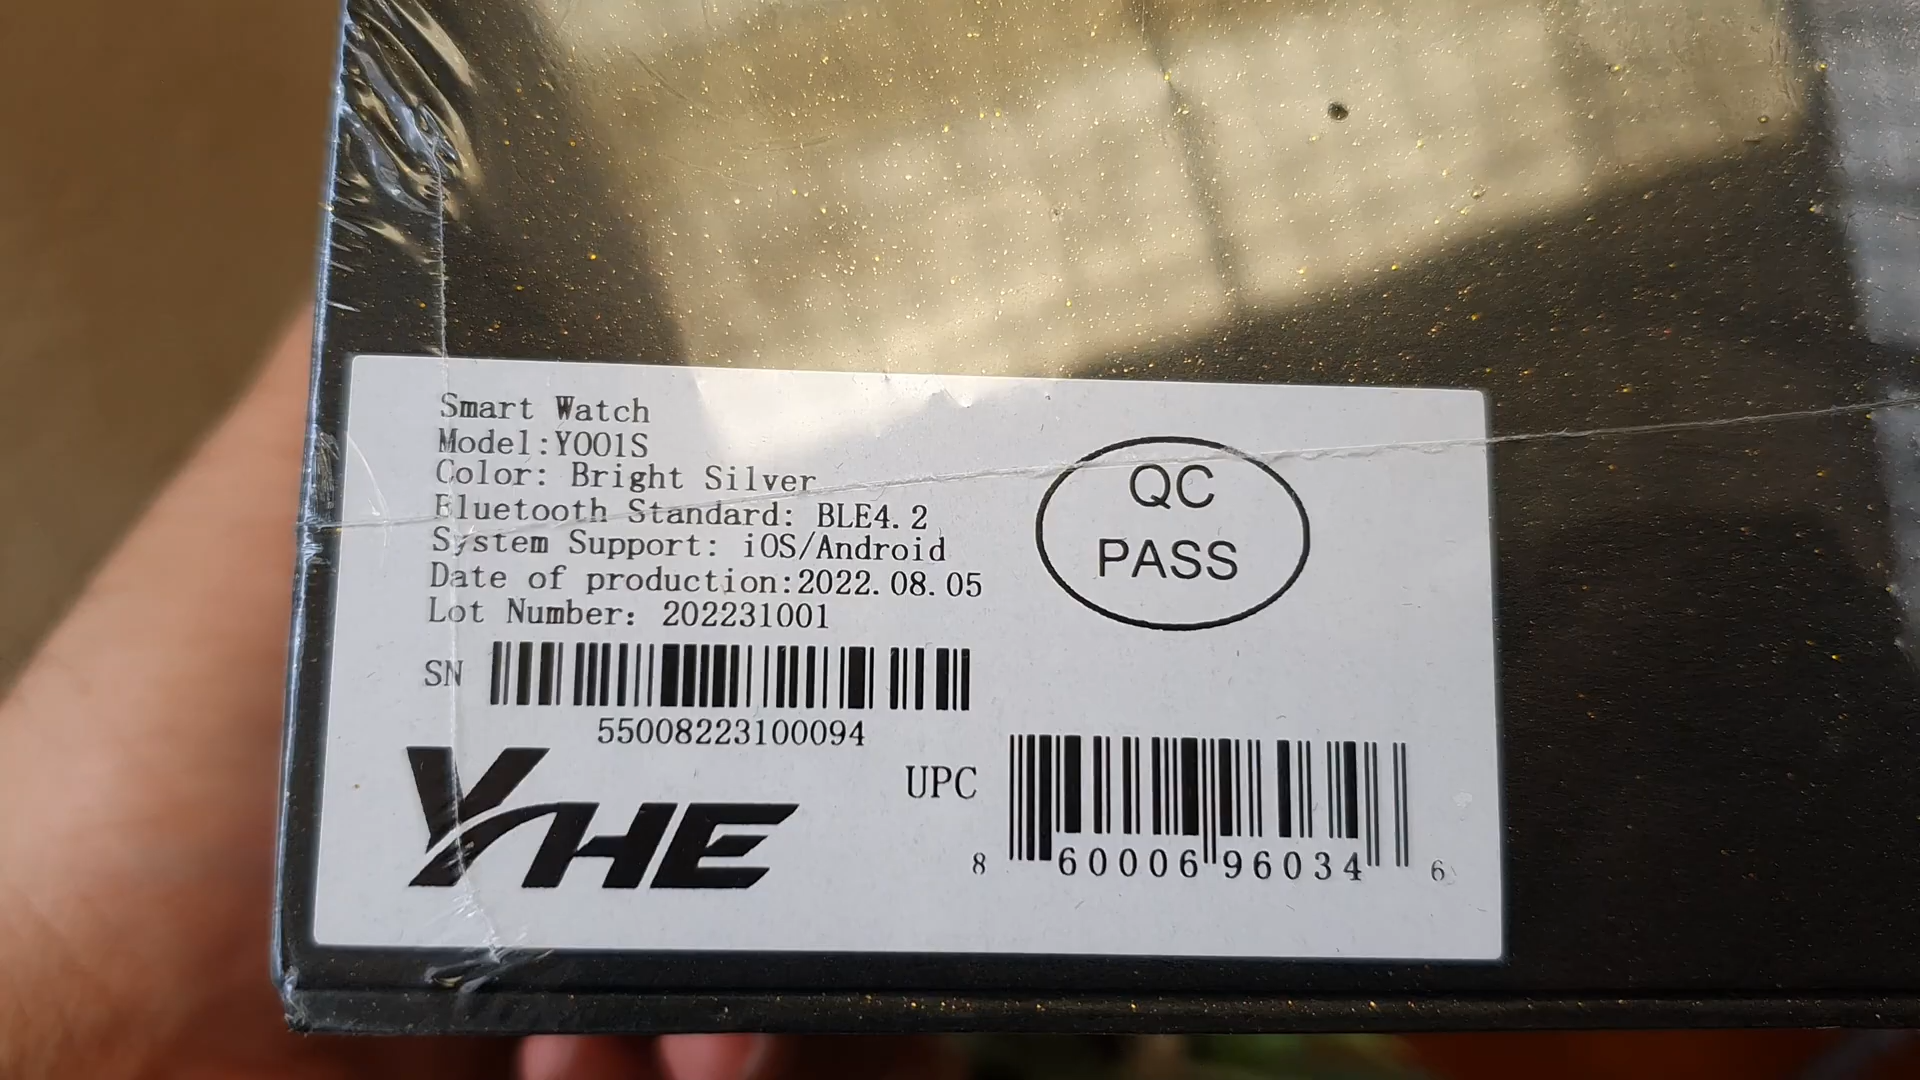 Smart Watch
Model:Y001S
Color: Bright Silver
Bluetooth Standard: BLE4.2
System Support: iOS/Android
Date of production:2022.08.05
Lot Number: 202231001
QC
PASS
SN
55008223100094
YHE
UPC
8 60006 96034 6